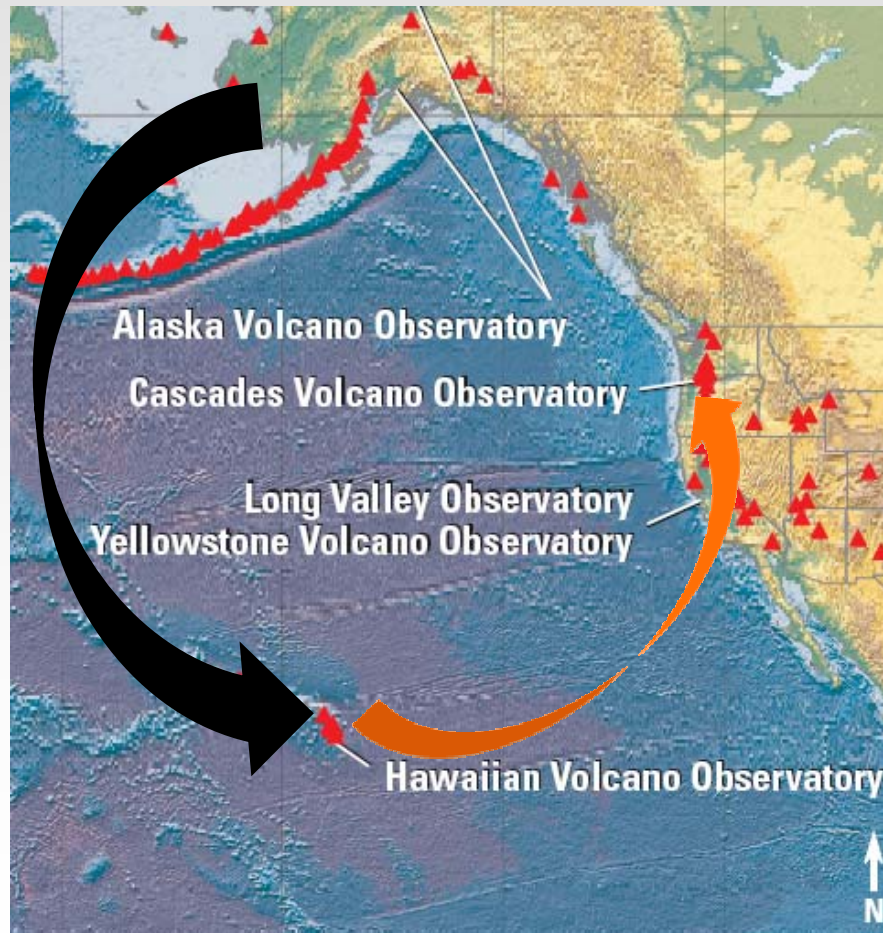 Alaska Volcano Observatory
Cascades Volcano Observatory
Long Valley Observatory
Yellowstone Volcano Observatory
Hawaiian Volcano Observatory
N